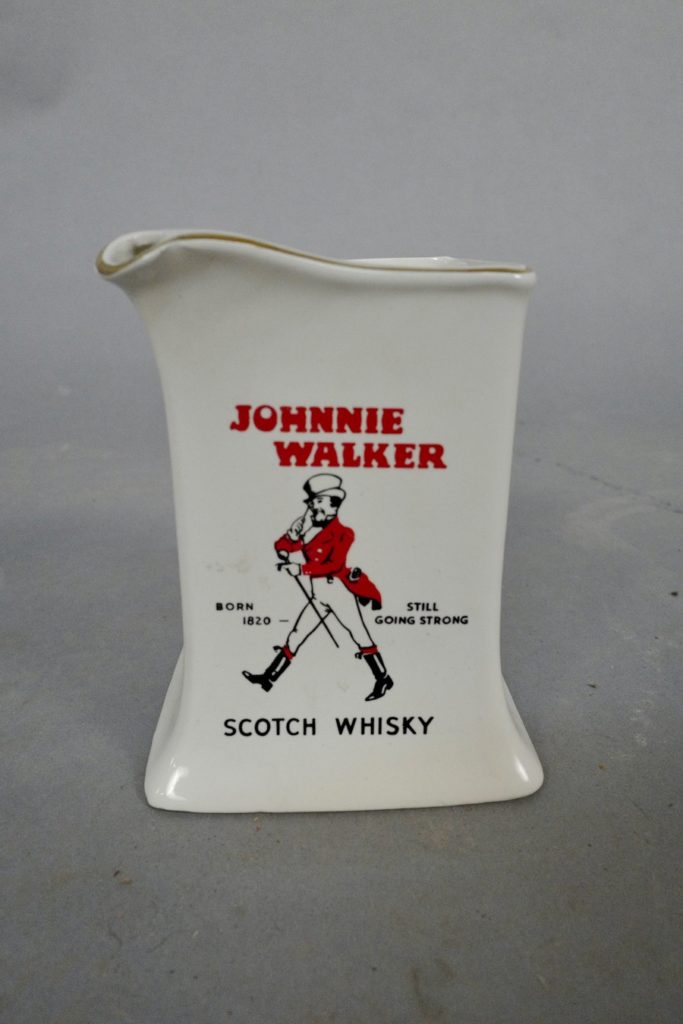 JOHNNIE
WALKER
BORN
1820 –
STILL
GOING STRONG
SCOTCH WHISKY